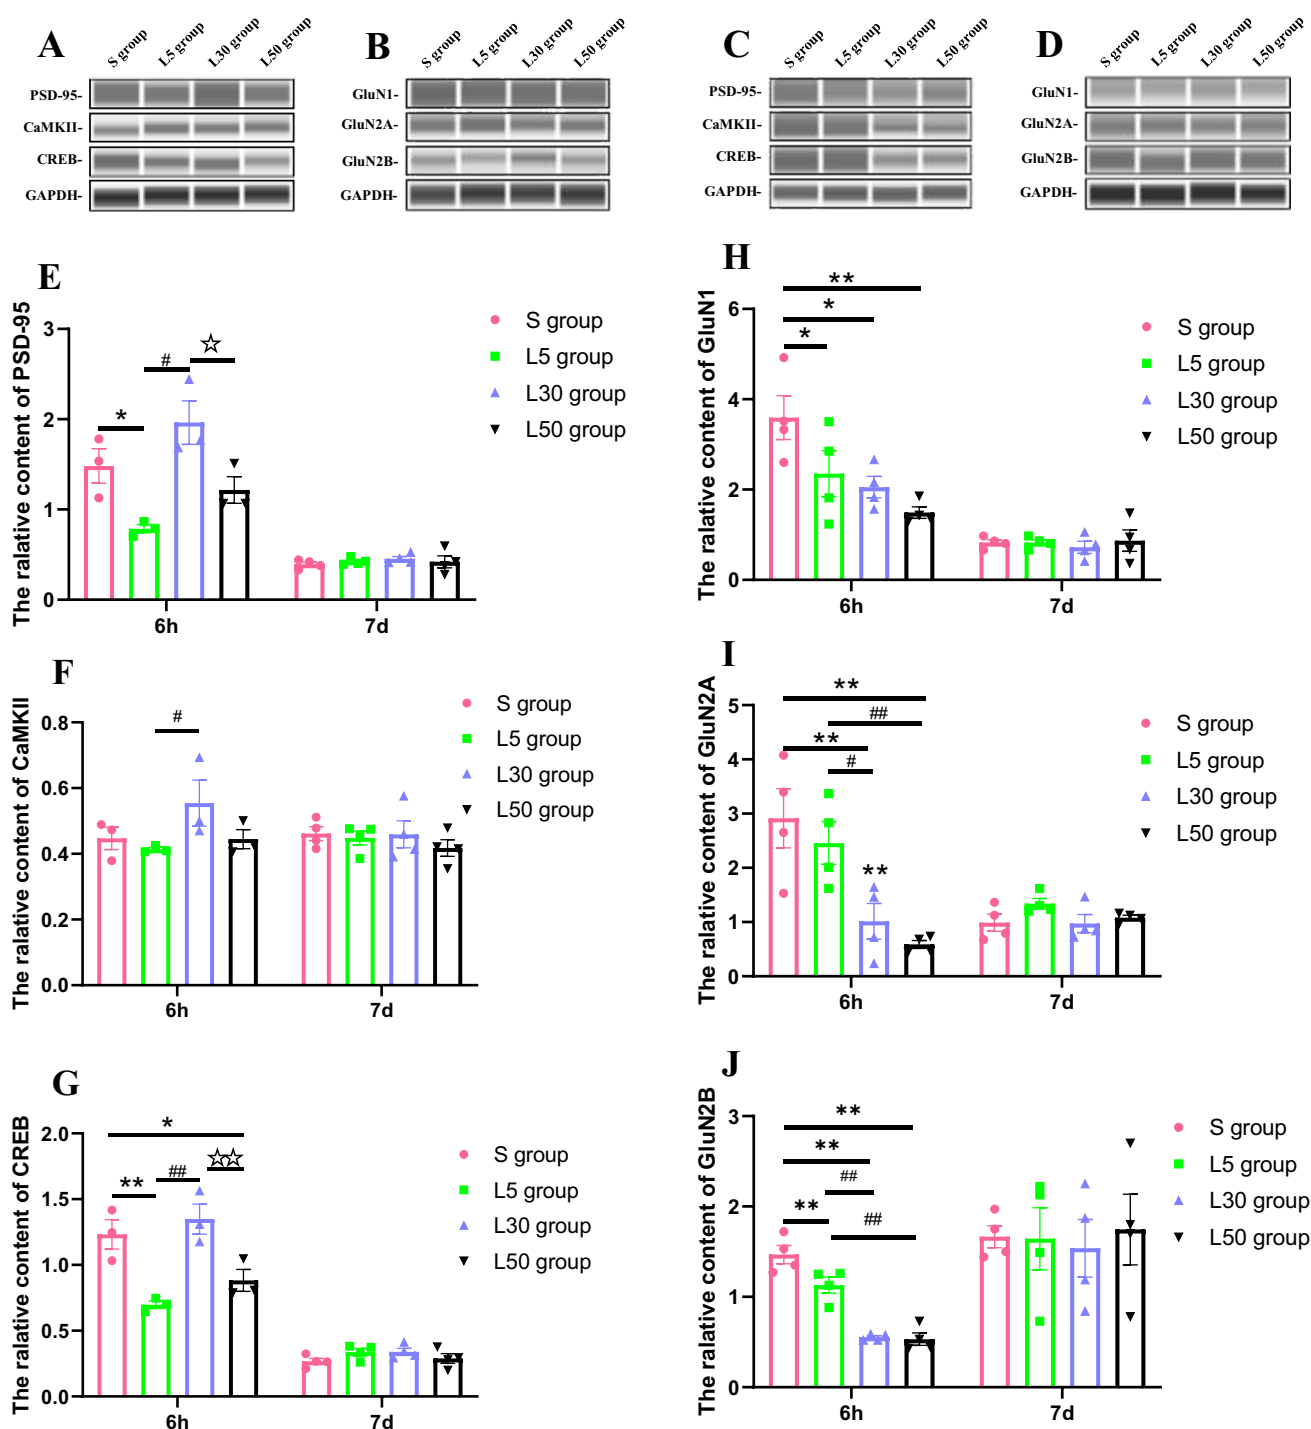 A
S group
L5 group
L30 group
L50 group
PSD-95-
CaMKII-
CREB-
GAPDH-
B
S group
L5 group
L30 group
L50 group
GluN1-
GluN2A-
GluN2B-
GAPDH-
C
S group
L5 group
L30 group
L50 group
PSD-95-
CaMKII-
CREB-
GAPDH-
D
S group
L5 group
L30 group
L50 group
GluN1-
GluN2A-
GluN2B-
GAPDH-
E
The ralative content of PSD-95
3
2
1
0
* # ☆
6h
7d
S group
L5 group
L30 group
L50 group
H
The ralative content of GluN1
6
4
2
0
**
*
*
6h
7d
S group
L5 group
L30 group
L50 group
F
The ralative content of CaMKII
0.8
0.6
0.4
0.2
0.0
#
6h
7d
S group
L5 group
L30 group
L50 group
I
The ralative content of GluN2A
5
4
3
2
1
0
**
##
**
#
**
6h
7d
S group
L5 group
L30 group
L50 group
G
The ralative content of CREB
2.0
1.5
1.0
0.5
0.0
*
** ## ☆☆
6h
7d
S group
L5 group
L30 group
L50 group
J
The ralative content of GluN2B
3
2
1
0
**
**
##
**
##
6h
7d
S group
L5 group
L30 group
L50 group